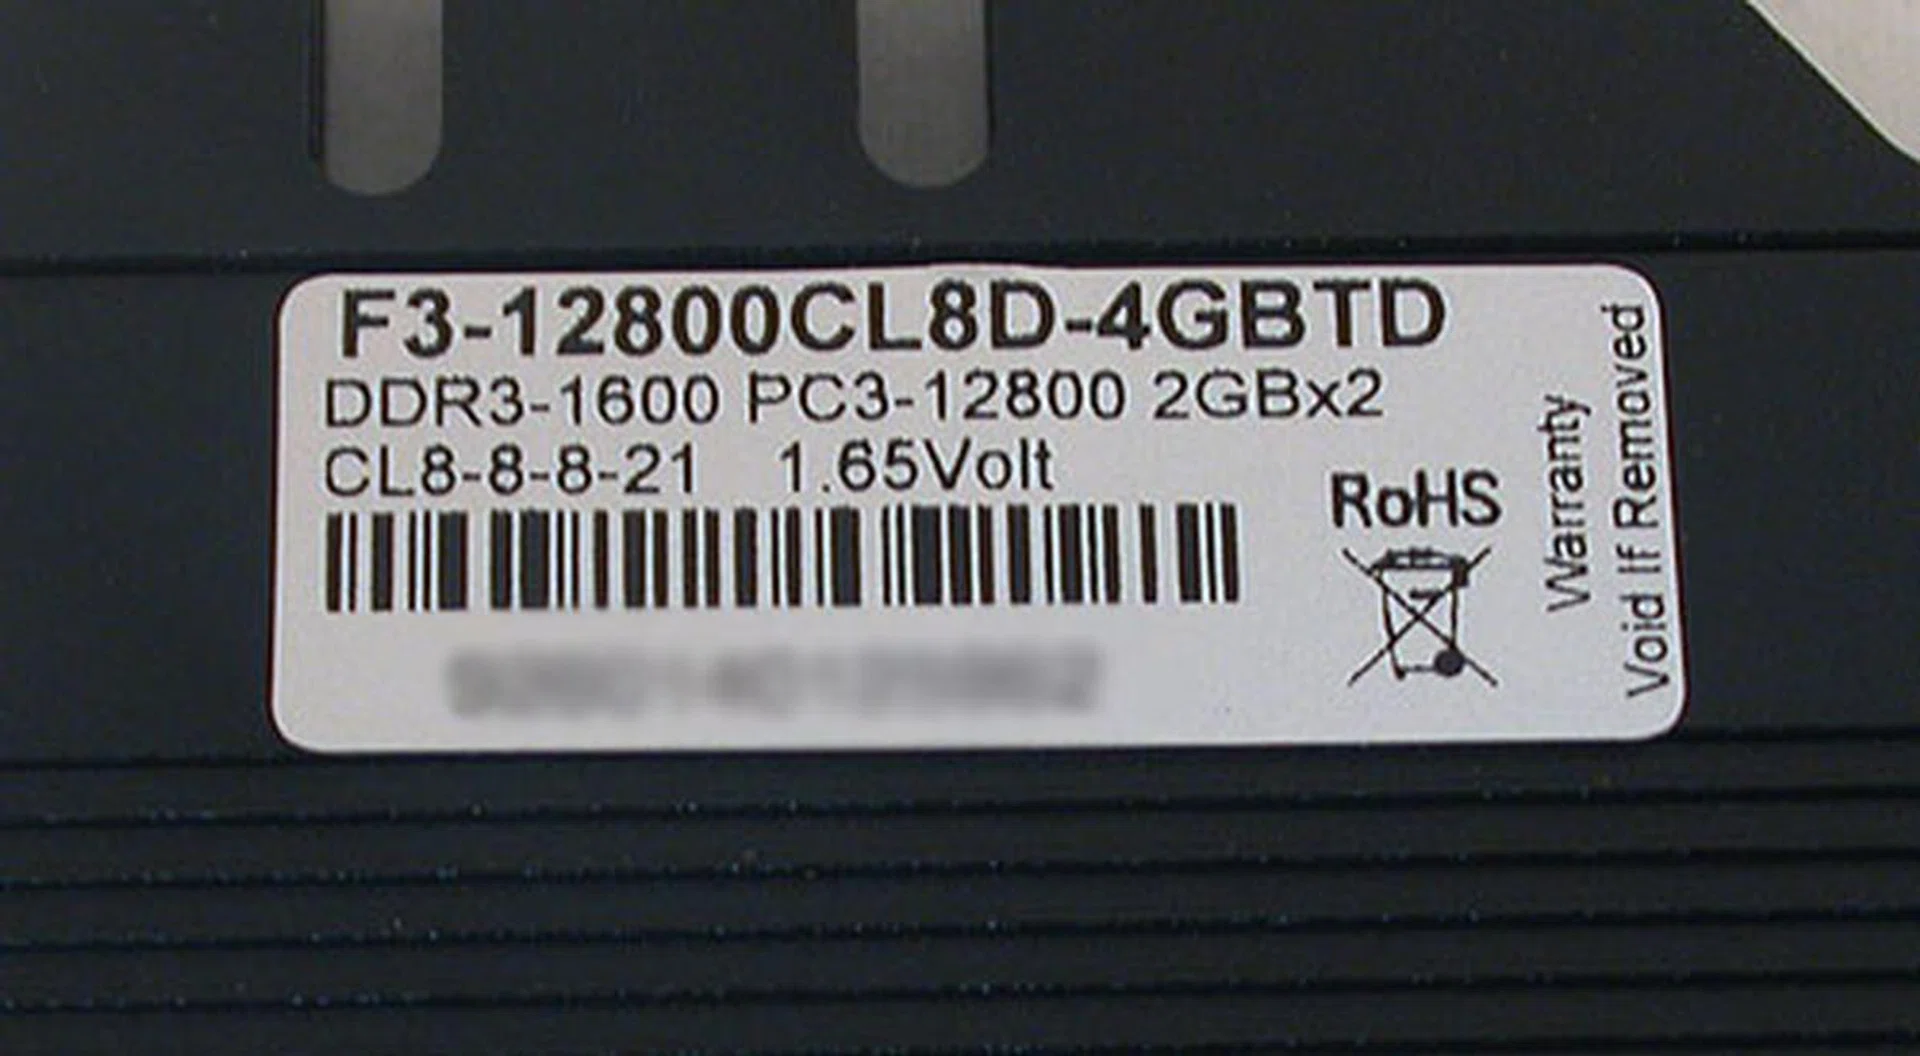 F3-12800CL8D-4GBTD
DDR3-1600 PC3-12800 2GBx2
CL8-8-8-21 1.65Volt
RoHS
Warranty
Void If Removed